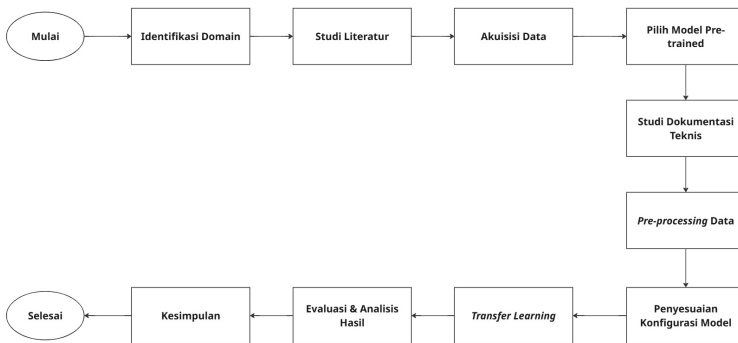 Mulai
Identifikasi Domain
Studi Literatur
Akuisisi Data
Pilih Model Pre-
trained
Studi Dokumentasi
Teknis
Pre-processing Data
Penyesuaian
Konfigurasi Model
Transfer Learning
Evaluasi & Analisis
Hasil
Kesimpulan
Selesai